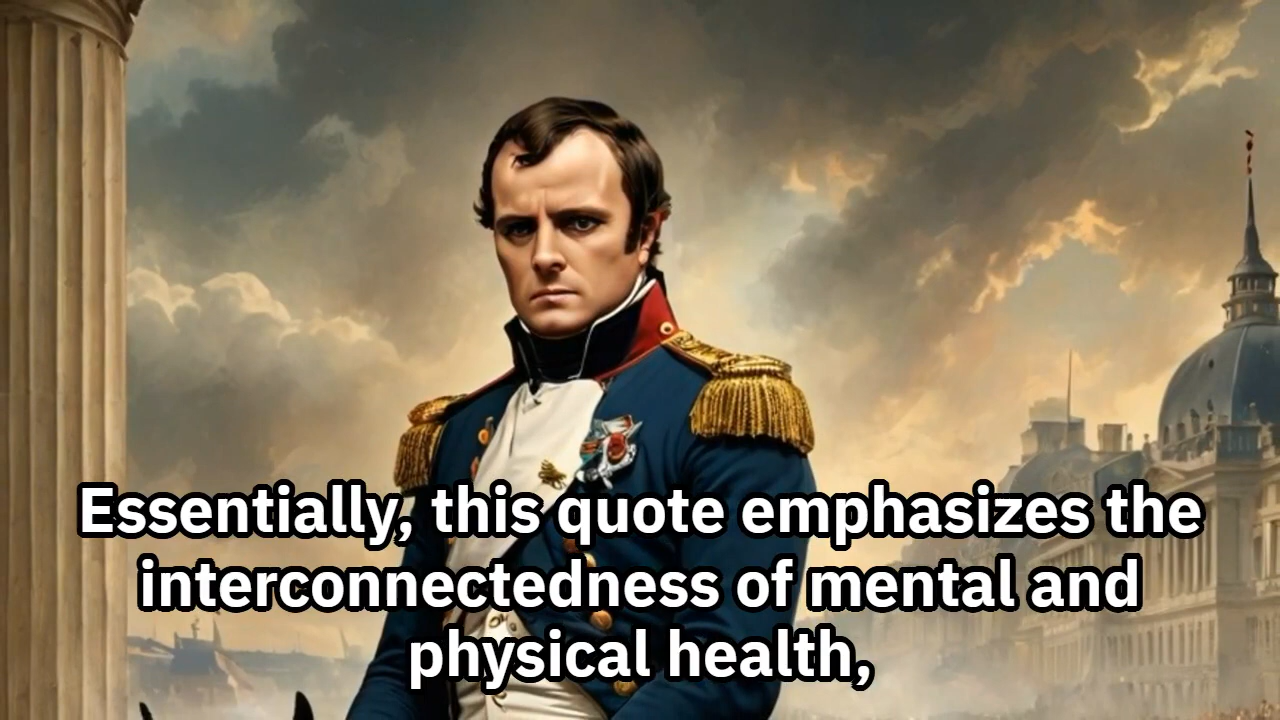 Essentially, this quote emphasizes the
interconnectedness of mental and
physical health,